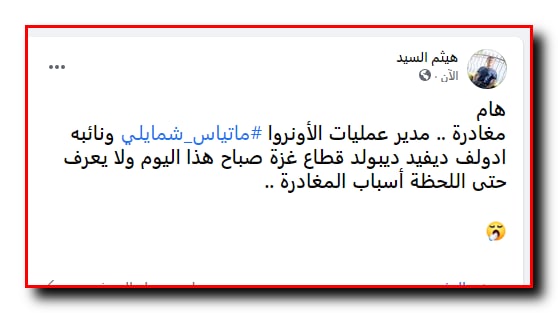 هيثم السيد
الآن ·
هام
مغادرة .. مدير عمليات الأونروا #ماتياس_شمايلي ونائبه
ادولف ديفيد ديبولد قطاع غزة صباح هذا اليوم ولا يعرف
حتى اللحظة أسباب المغادرة ..